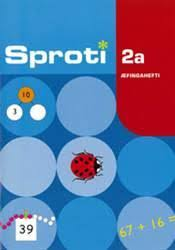 Sproti 2a
ÆFINGAHEFTI
10
3
39
67 + 16 =